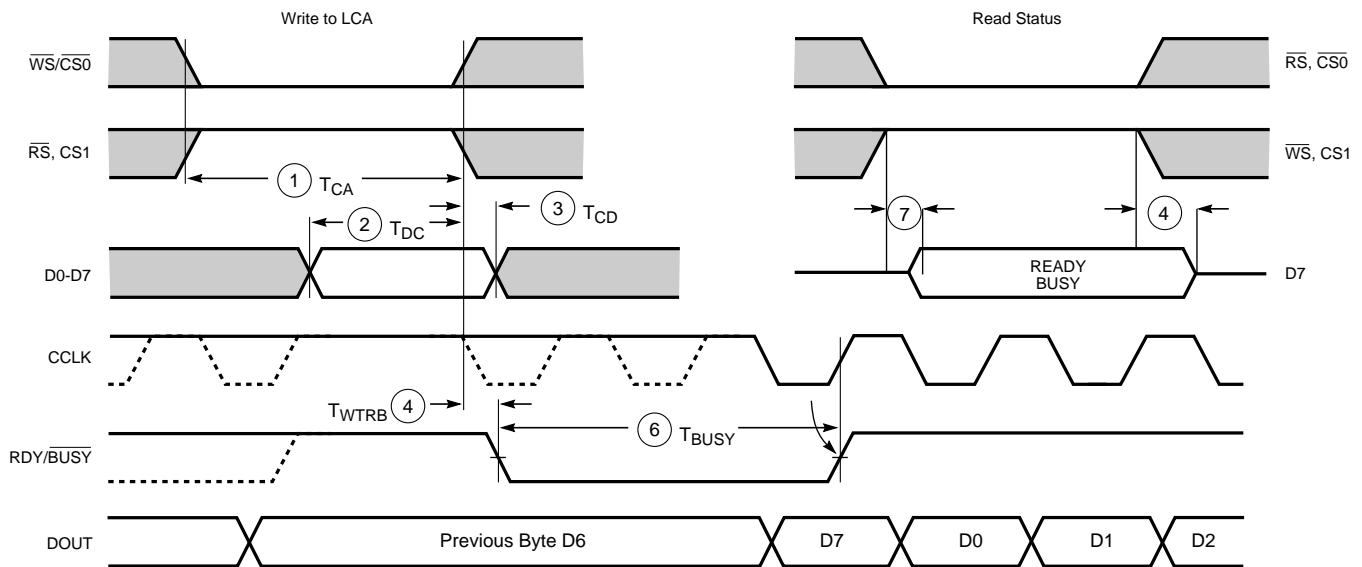 Write to LCA
Read Status
WS/CS0
RS, CS0
RS, CS1
WS, CS1
1 TCA
2 TDC
3 TCD
7
4
D0-D7
READY
BUSY
D7
CCLK
TWTRB 4
6 TBUSY
RDY/BUSY
DOUT
Previous Byte D6
D7
D0
D1
D2